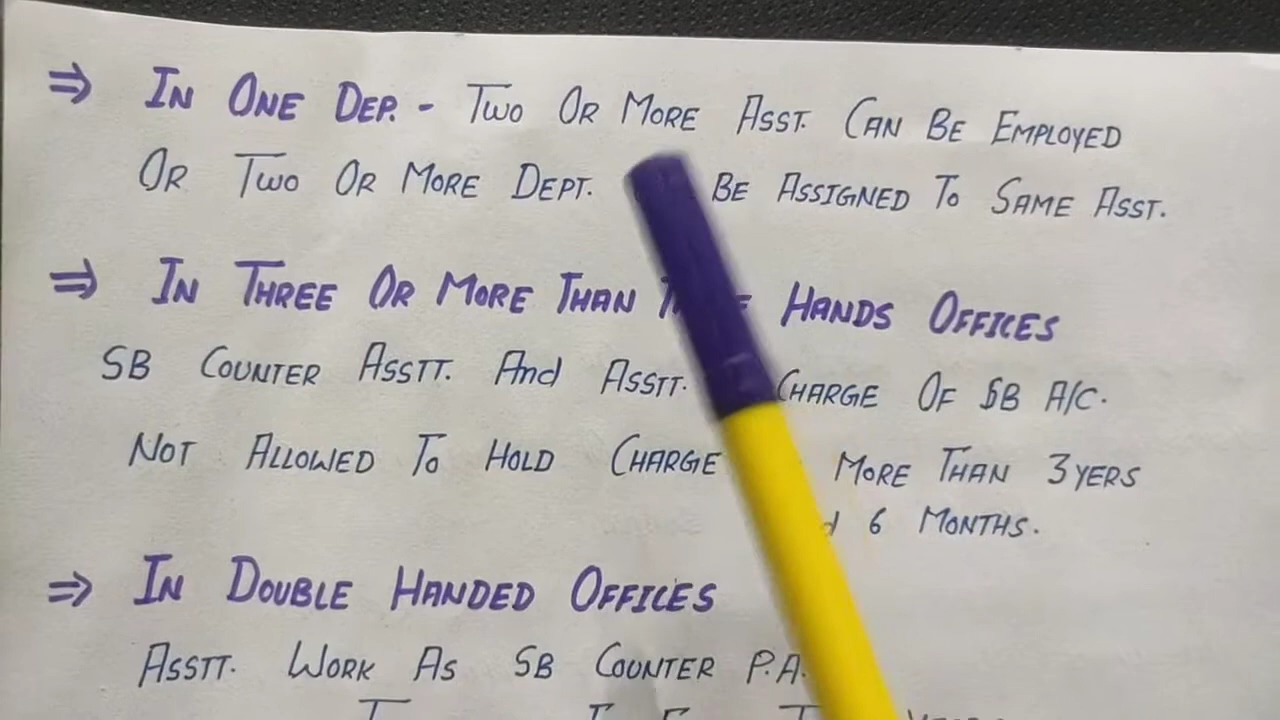 ⇒ IN ONE DEP. - TWO OR MORE ASST. CAN BE EMPLOYED
OR TWO OR MORE DEPT. BE ASSIGNED TO SAME ASST.
⇒ IN THREE OR MORE THAN HANDS OFFICES
SB COUNTER ASSTT. And ASSTT. CHARGE OF SB A/C.
NOT ALLOWED TO HOLD CHARGE MORE THAN 3 YERS
6 MONTHS.
⇒ IN DOUBLE HANDED OFFICES
ASSTT. WORK AS SB COUNTER P.A.